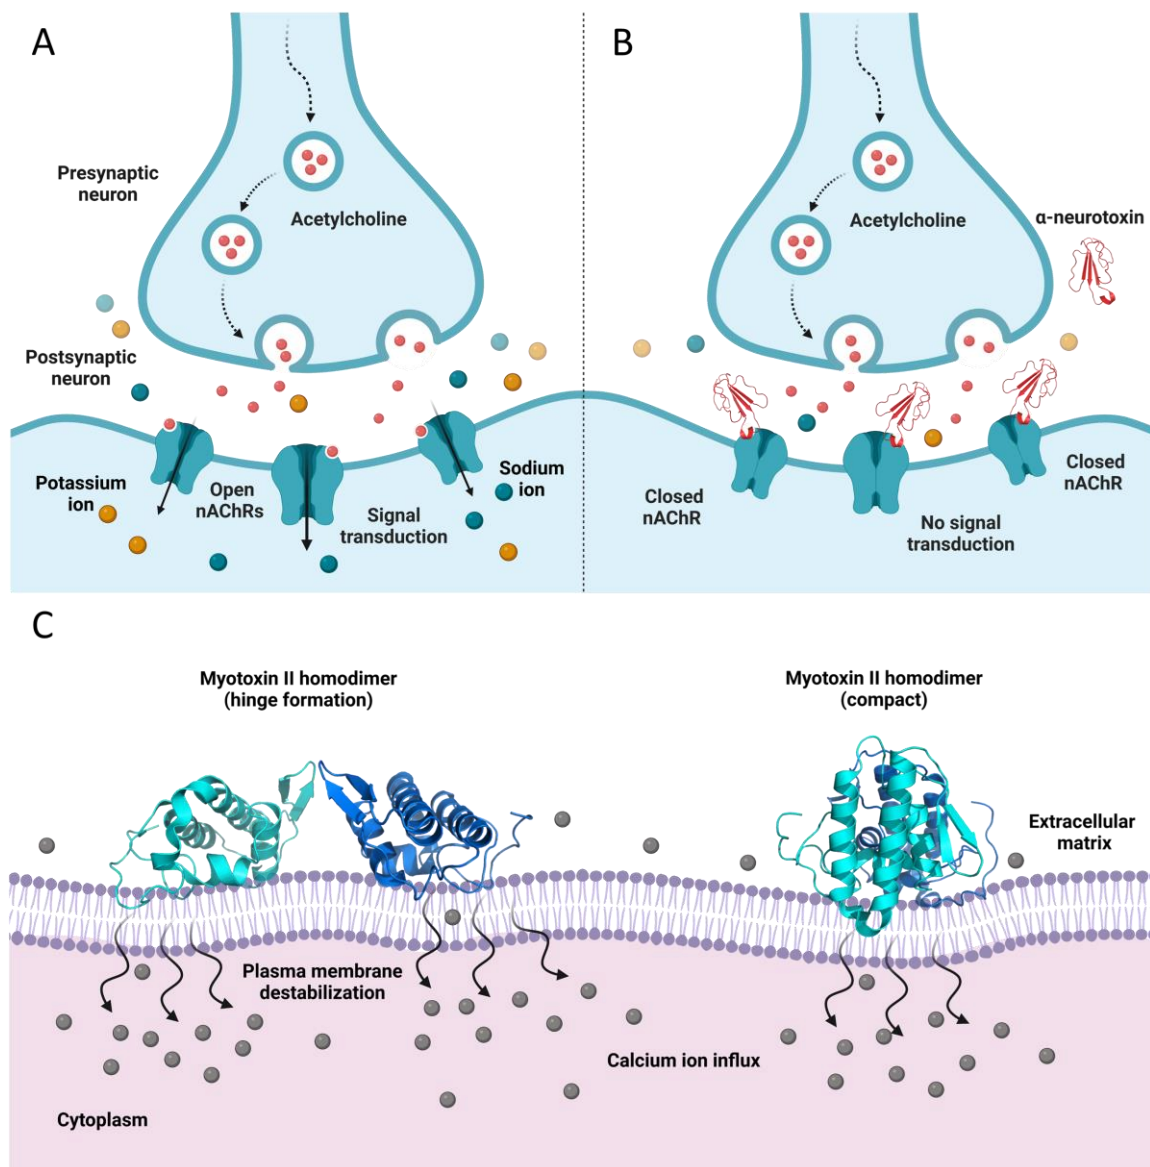 A
Presynaptic
neuron
Acetylcholine
Postsynaptic
neuron
Potassium
ion
Open
nAChRs
Signal
transduction
Sodium
ion
B
Acetylcholine
α-neurotoxin
Closed
nAChR
No signal
transduction
Closed
nAChR
C
Myotoxin II homodimer
(hinge formation)
Myotoxin II homodimer
(compact)
Extracellular
matrix
Plasma membrane
destabilization
Calcium ion influx
Cytoplasm